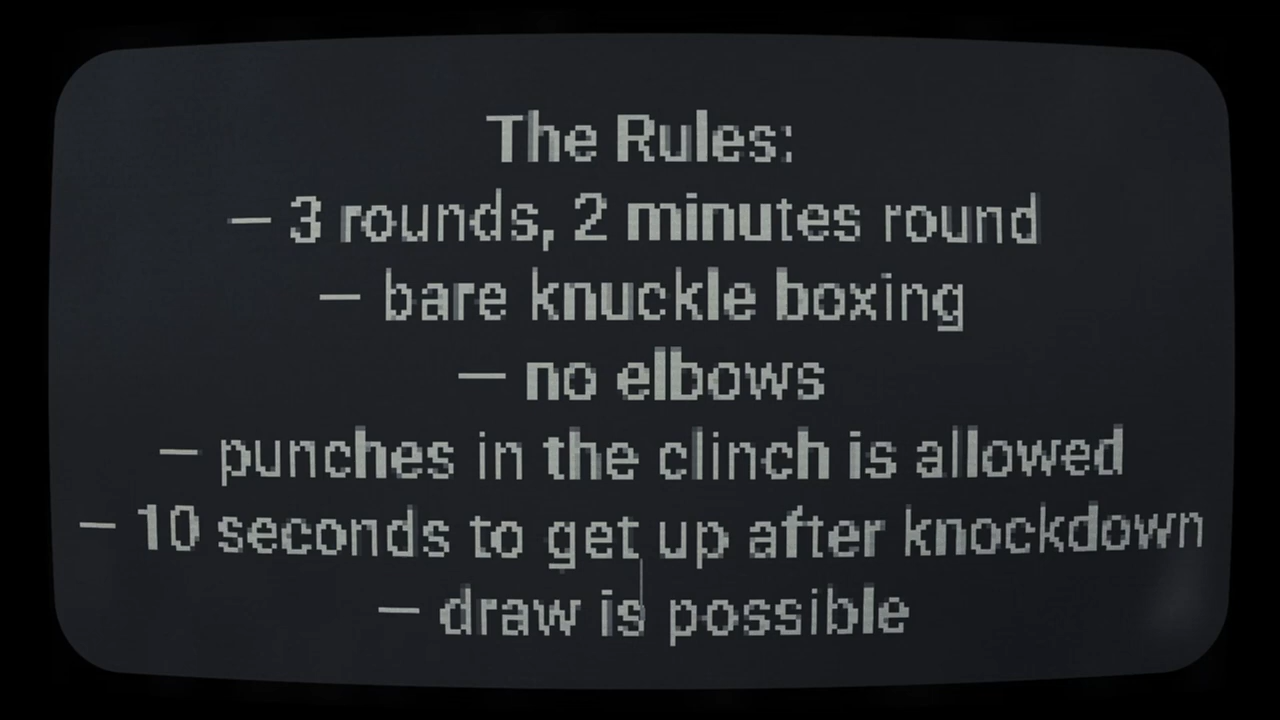 The Rules:
— 3 rounds, 2 minutes round
— bare knuckle boxing
— no elbows
— punches in the clinch is allowed
— 10 seconds to get up after knockdown
— draw is possible